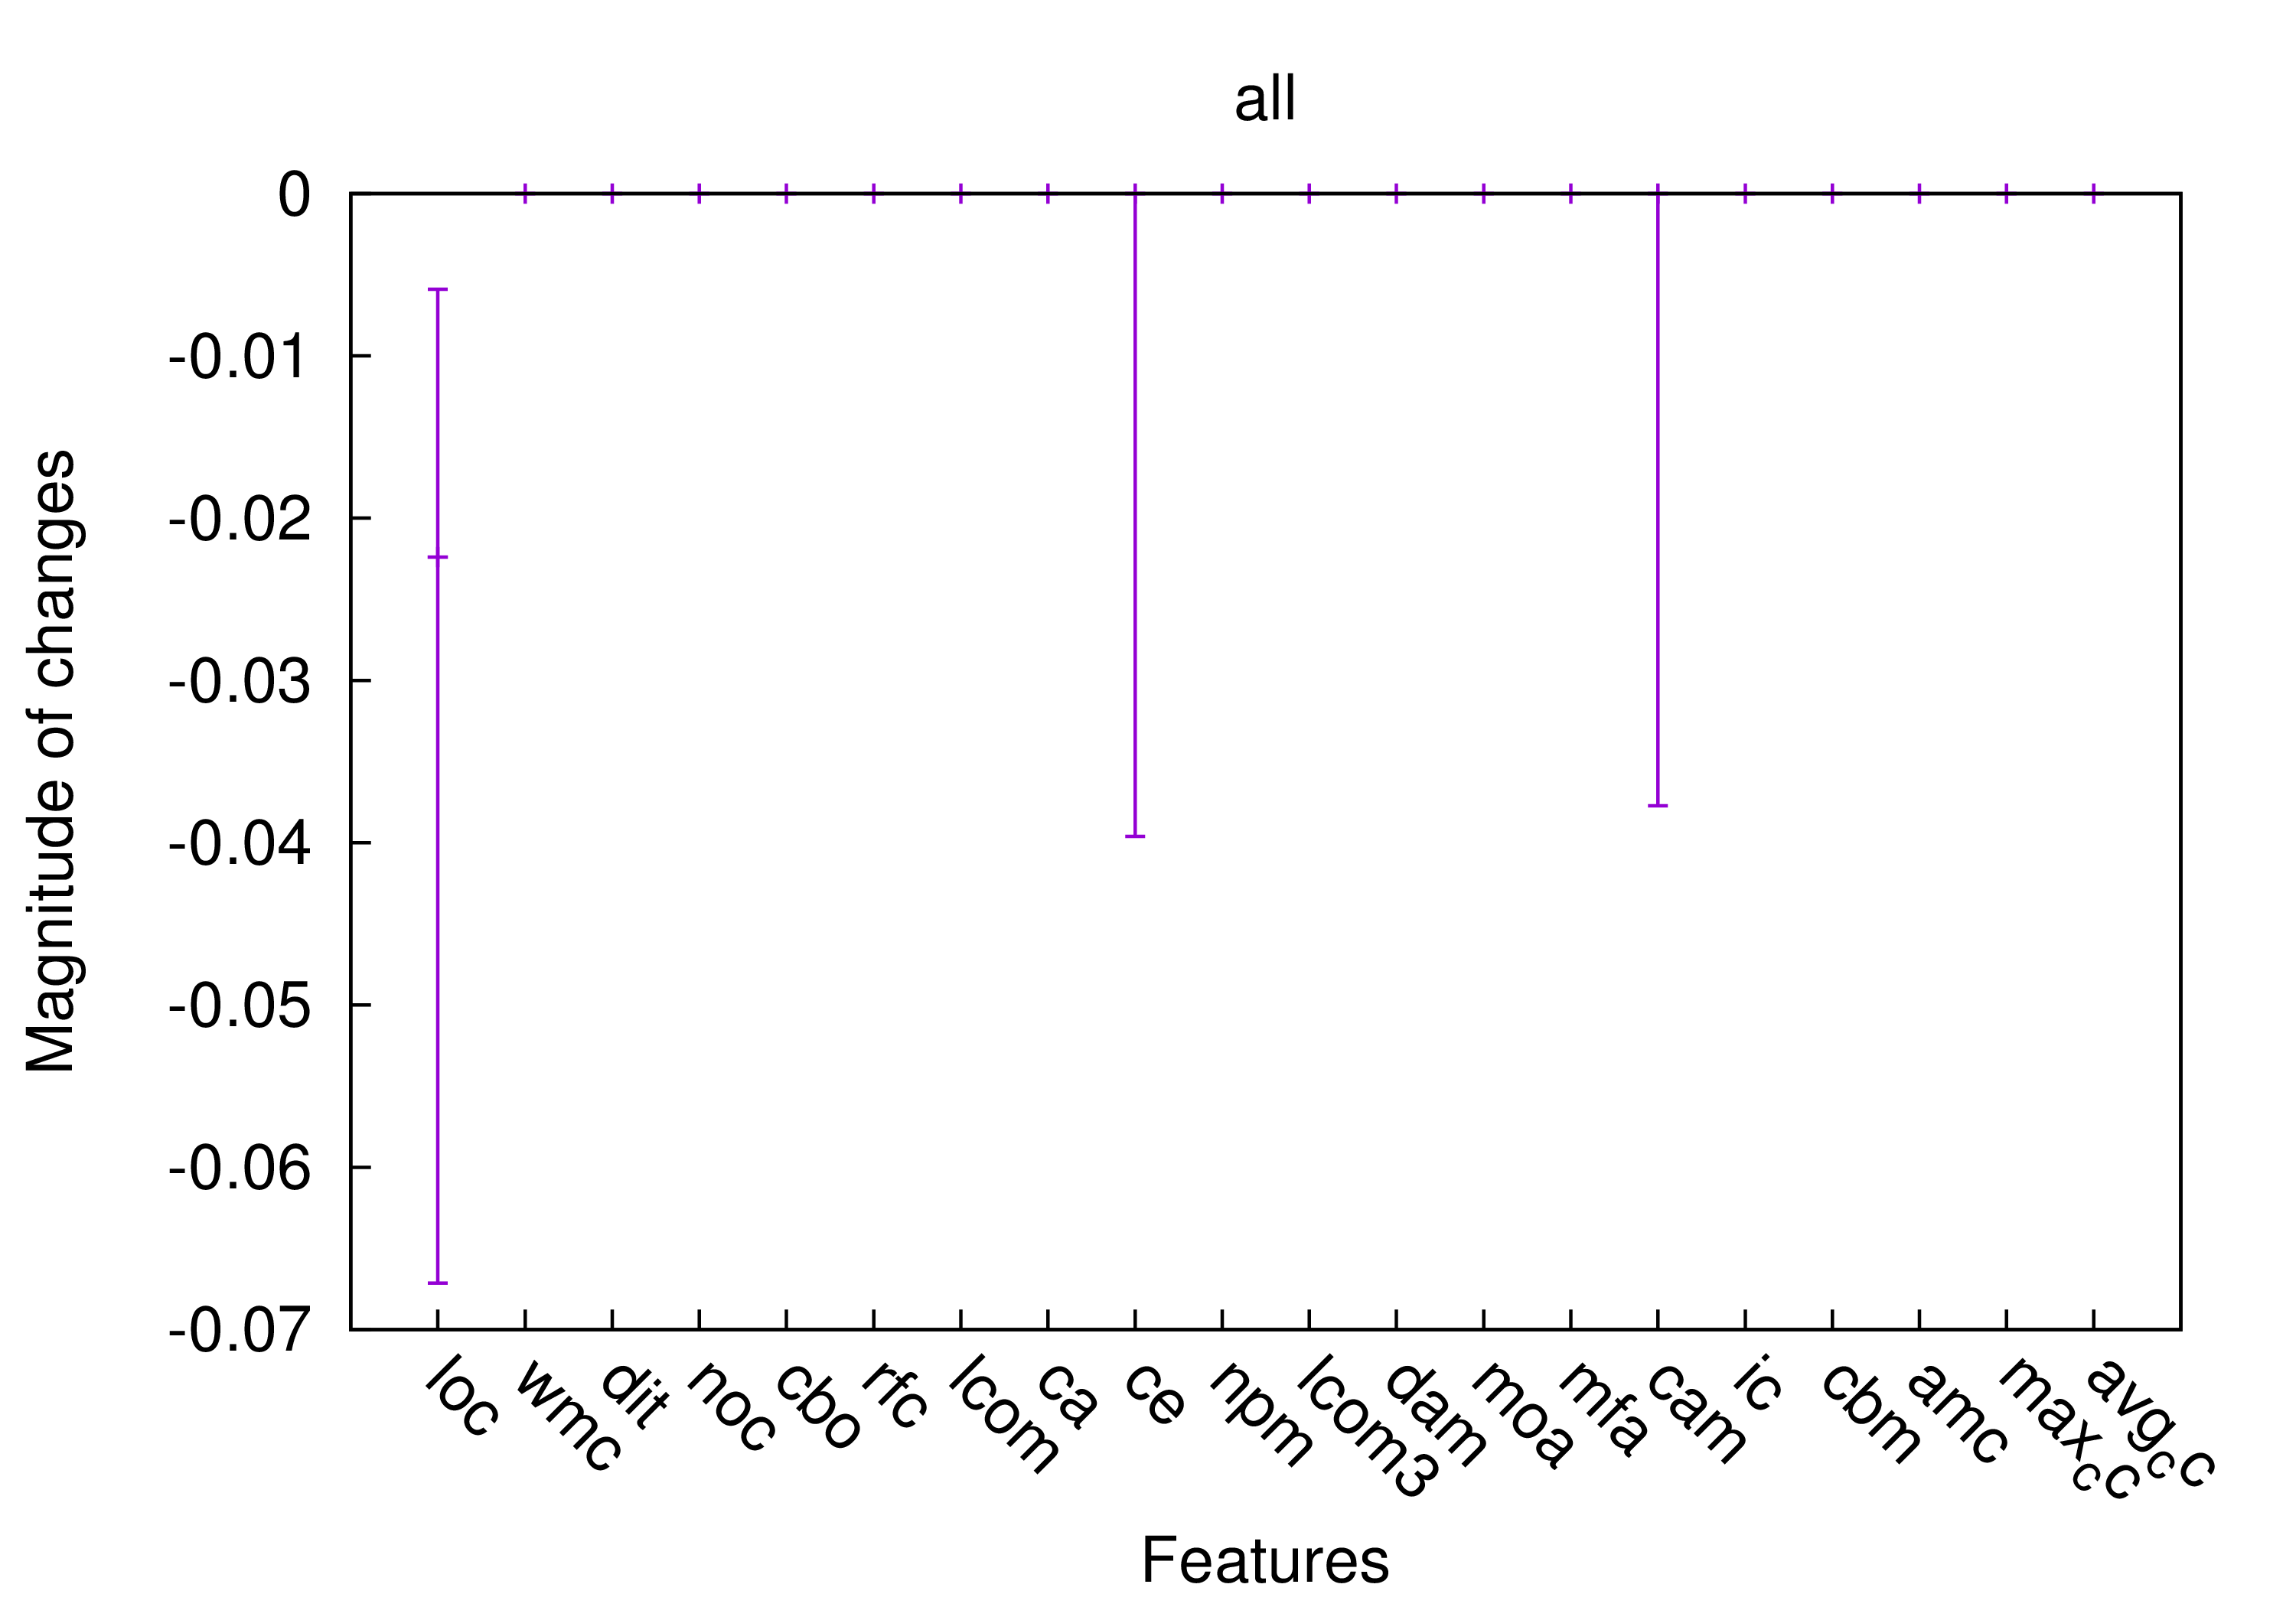 all
0
-0.01
-0.02
-0.03
-0.04
-0.05
-0.06
-0.07
Magnitude of changes
loc
wmc
dit
noc
cbo
rfc
lcom
ca
ce
npm
lcom3
dam
moa
mfa
cam
ic
cbm
amc
maxcc
avgcc
Features